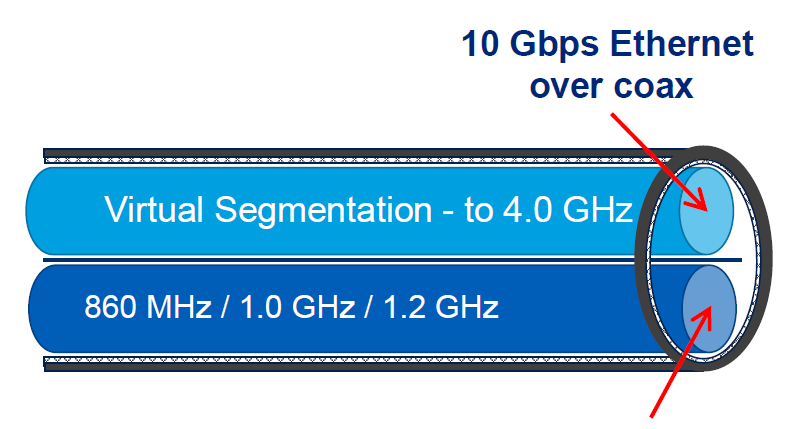 10 Gbps Ethernet
over coax
Virtual Segmentation - to 4.0 GHz
860 MHz / 1.0 GHz / 1.2 GHz